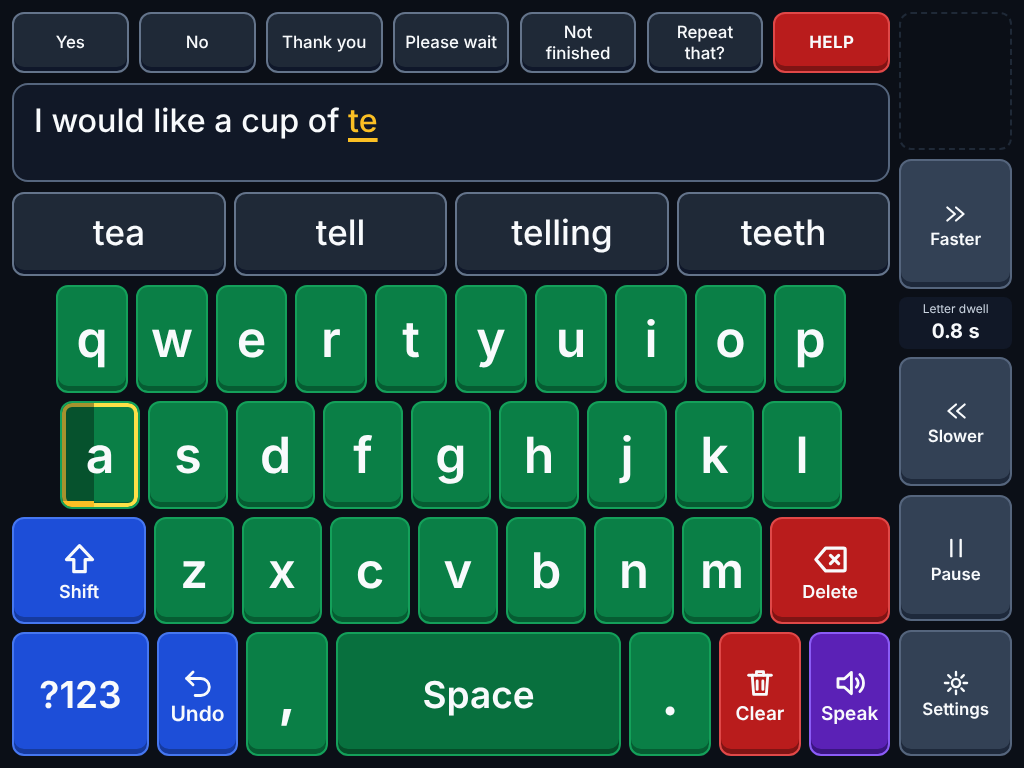 Yes No Thank you Please wait Not finished Repeat that? HELP
I would like a cup of te
tea tell telling teeth
Faster
Letter dwell
0.8 s
Slower
Pause
Settings
q w e r t y u i o p
a s d f g h j k l
Shift z x c v b n m Delete
?123 Undo , Space . Clear Speak